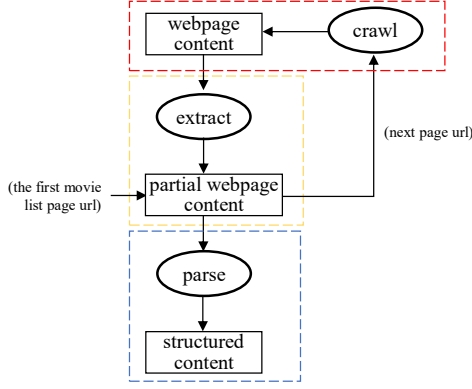 webpage
content
crawl
extract
(next page url)
(the first movie
list page url)
partial webpage
content
parse
structured
content